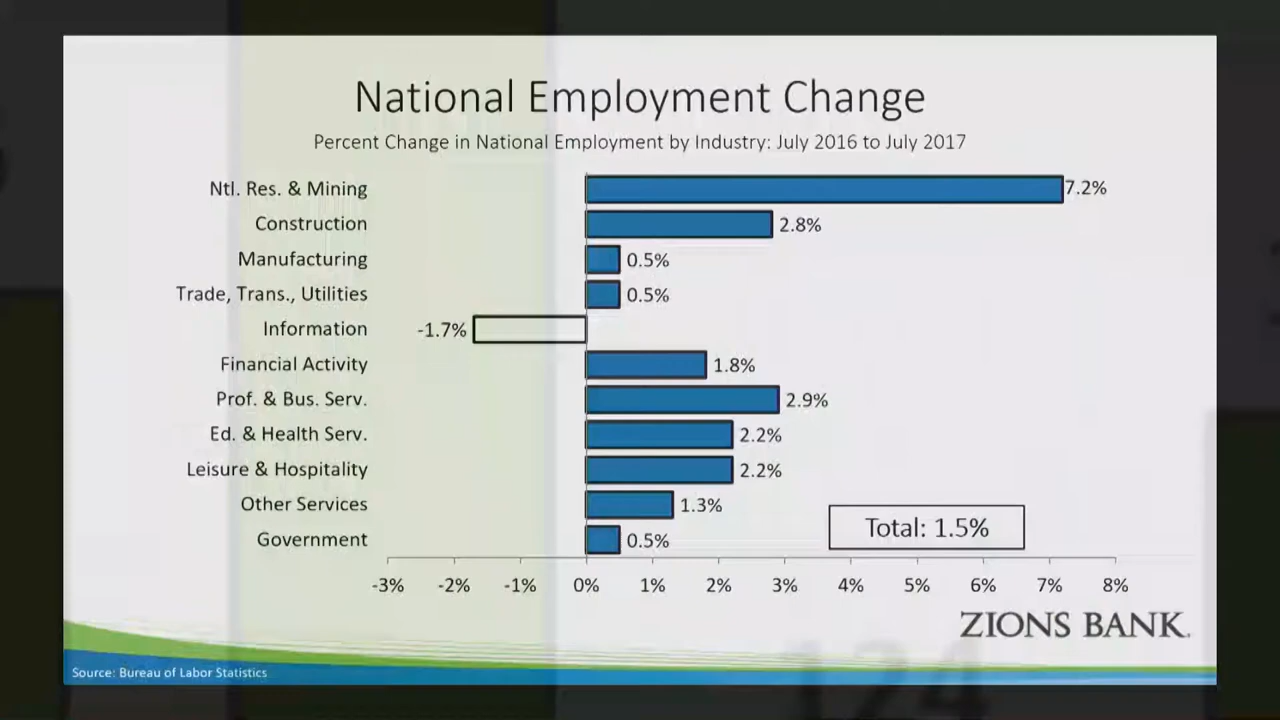 National Employment Change
Percent Change in National Employment by Industry: July 2016 to July 2017
Ntl. Res. & Mining 7.2%
Construction 2.8%
Manufacturing 0.5%
Trade, Trans., Utilities 0.5%
Information -1.7%
Financial Activity 1.8%
Prof. & Bus. Serv. 2.9%
Ed. & Health Serv. 2.2%
Leisure & Hospitality 2.2%
Other Services 1.3%
Government 0.5%
Total: 1.5%
-3% -2% -1% 0% 1% 2% 3% 4% 5% 6% 7% 8%
ZIONS BANK.
Source: Bureau of Labor Statistics
124